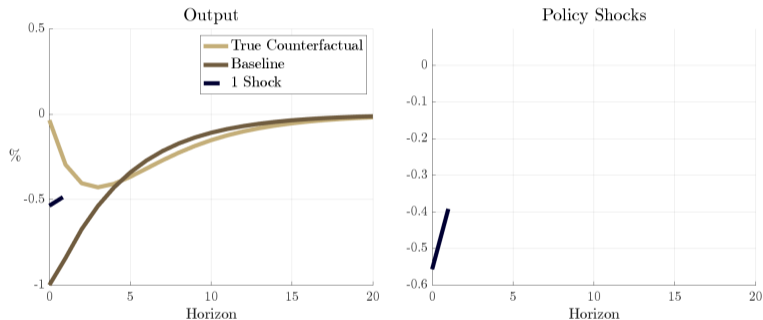 Output
0.5
0
-0.5
-1
%
True Counterfactual
Baseline
1 Shock
0 5 10 15 20
Horizon
Policy Shocks
0
-0.1
-0.2
-0.3
-0.4
-0.5
-0.6
0 5 10 15 20
Horizon